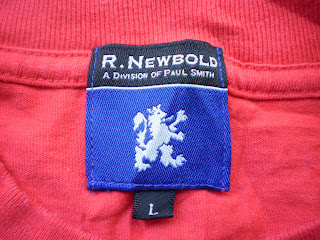 R. NEWBOLD
A DIVISION OF PAUL SMITH
L